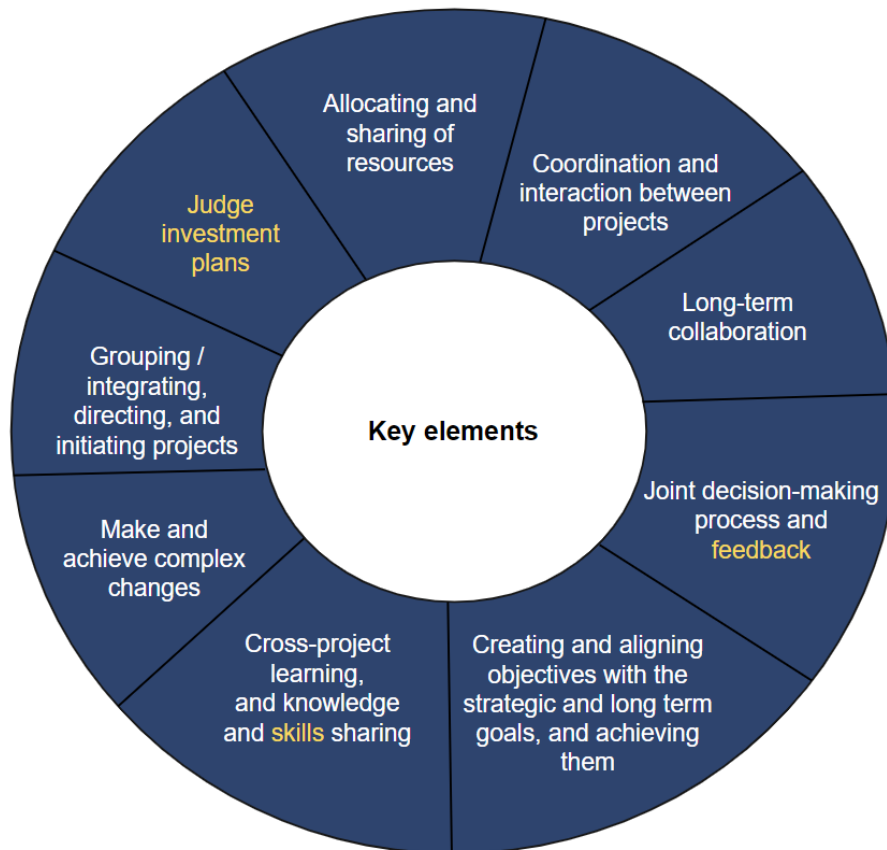 Allocating and
sharing of
resources
Coordination and
interaction between
projects
Long-term
collaboration
Joint decision-making
process and
feedback
Creating and aligning
objectives with the
strategic and long term
goals, and achieving
them
Cross-project
learning,
and knowledge
and skills sharing
Make and
achieve complex
changes
Grouping /
integrating,
directing, and
initiating projects
Judge
investment
plans
Key elements